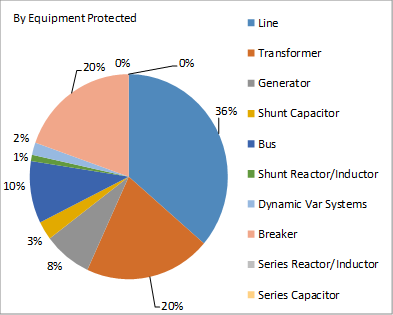 By Equipment Protected
0%
0%
20%
36%
2%
1%
10%
3%
8%
20%
Line
Transformer
Generator
Shunt Capacitor
Bus
Shunt Reactor/Inductor
Dynamic Var Systems
Breaker
Series Reactor/Inductor
Series Capacitor